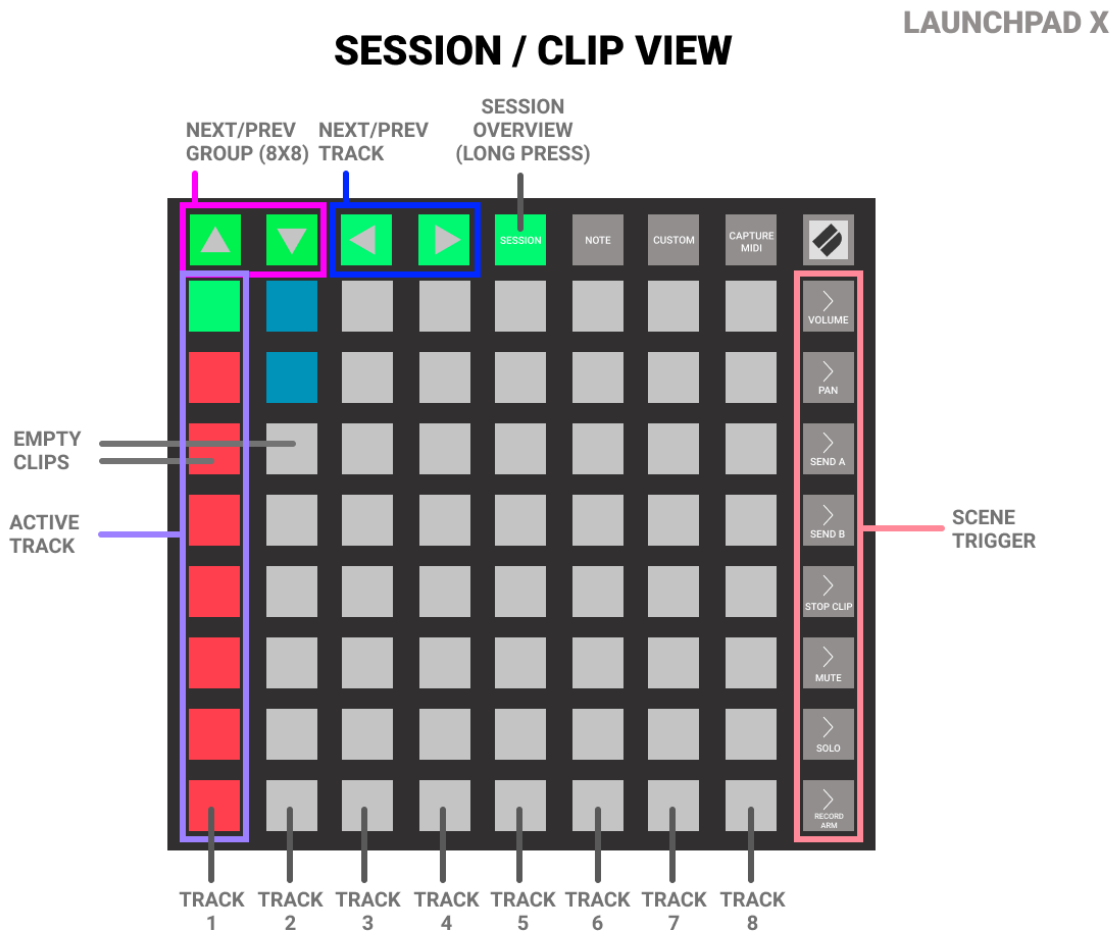 LAUNCHPAD X
SESSION / CLIP VIEW
NEXT/PREV
GROUP (8X8)
NEXT/PREV
TRACK
SESSION
OVERVIEW
(LONG PRESS)
SESSION
NOTE
CUSTOM
CAPTURE
MIDI
VOLUME
PAN
EMPTY
CLIPS
SEND A
ACTIVE
TRACK
SEND B
SCENE
TRIGGER
STOP CLIP
MUTE
SOLO
RECORD
ARM
TRACK
1
TRACK
2
TRACK
3
TRACK
4
TRACK
5
TRACK
6
TRACK
7
TRACK
8